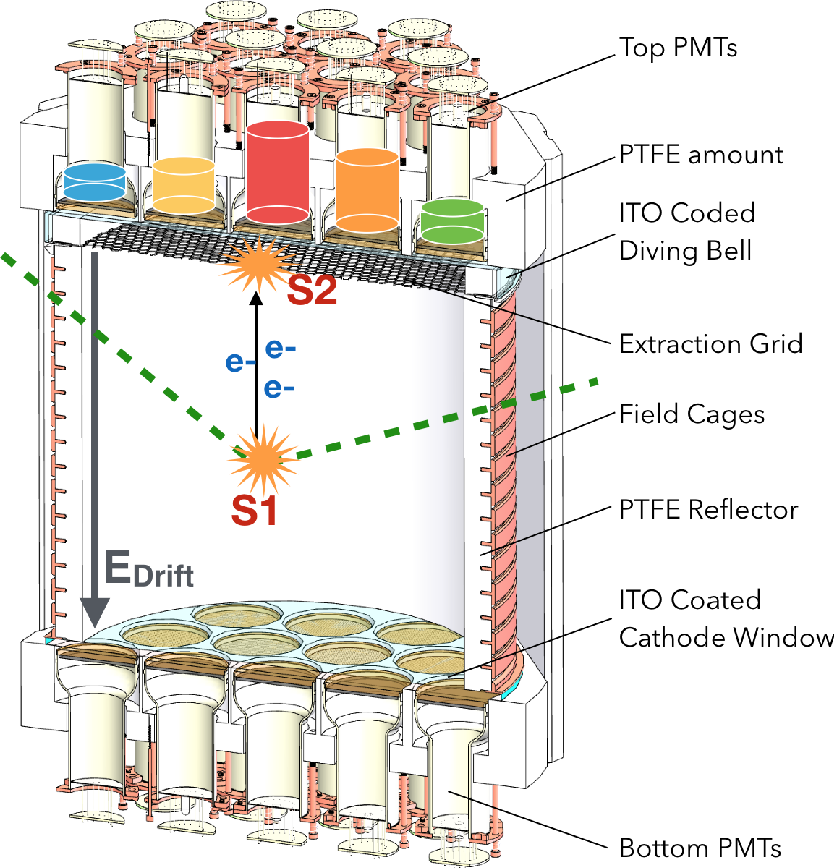 Top PMTs
PTFE amount
ITO Coded
Diving Bell
S2
Extraction Grid
e- e-
e-
Field Cages
S1
PTFE Reflector
EDrift
ITO Coated
Cathode Window
Bottom PMTs